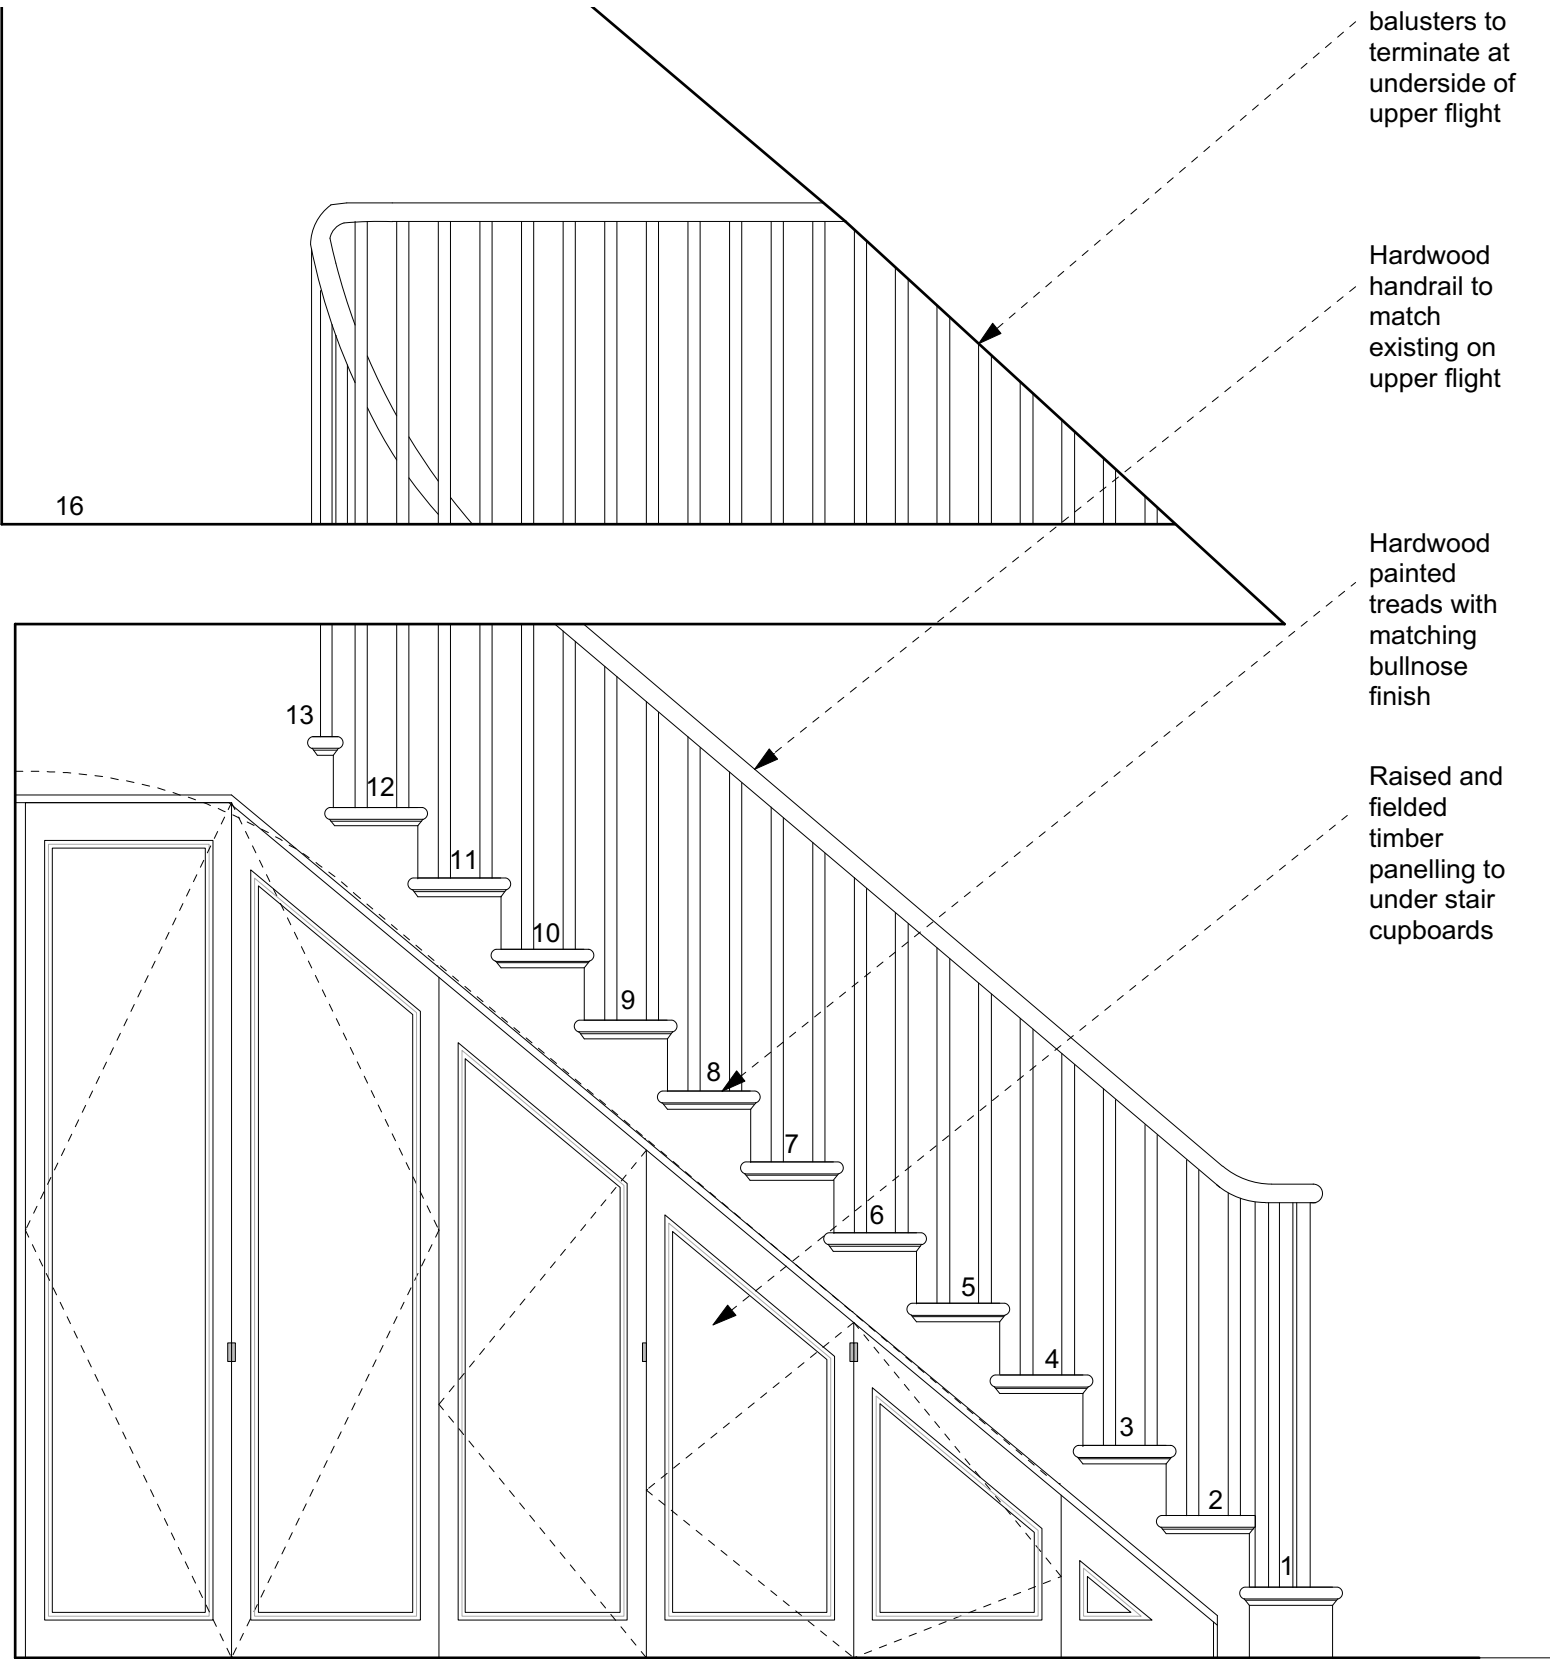 balusters to
terminate at
underside of
upper flight
Hardwood
handrail to
match
existing on
upper flight
16
Hardwood
painted
treads with
matching
bullnose
finish
13
Raised and
fielded
timber
panelling to
under stair
cupboards
12
11
10
9
8
7
6
5
4
3
2
1